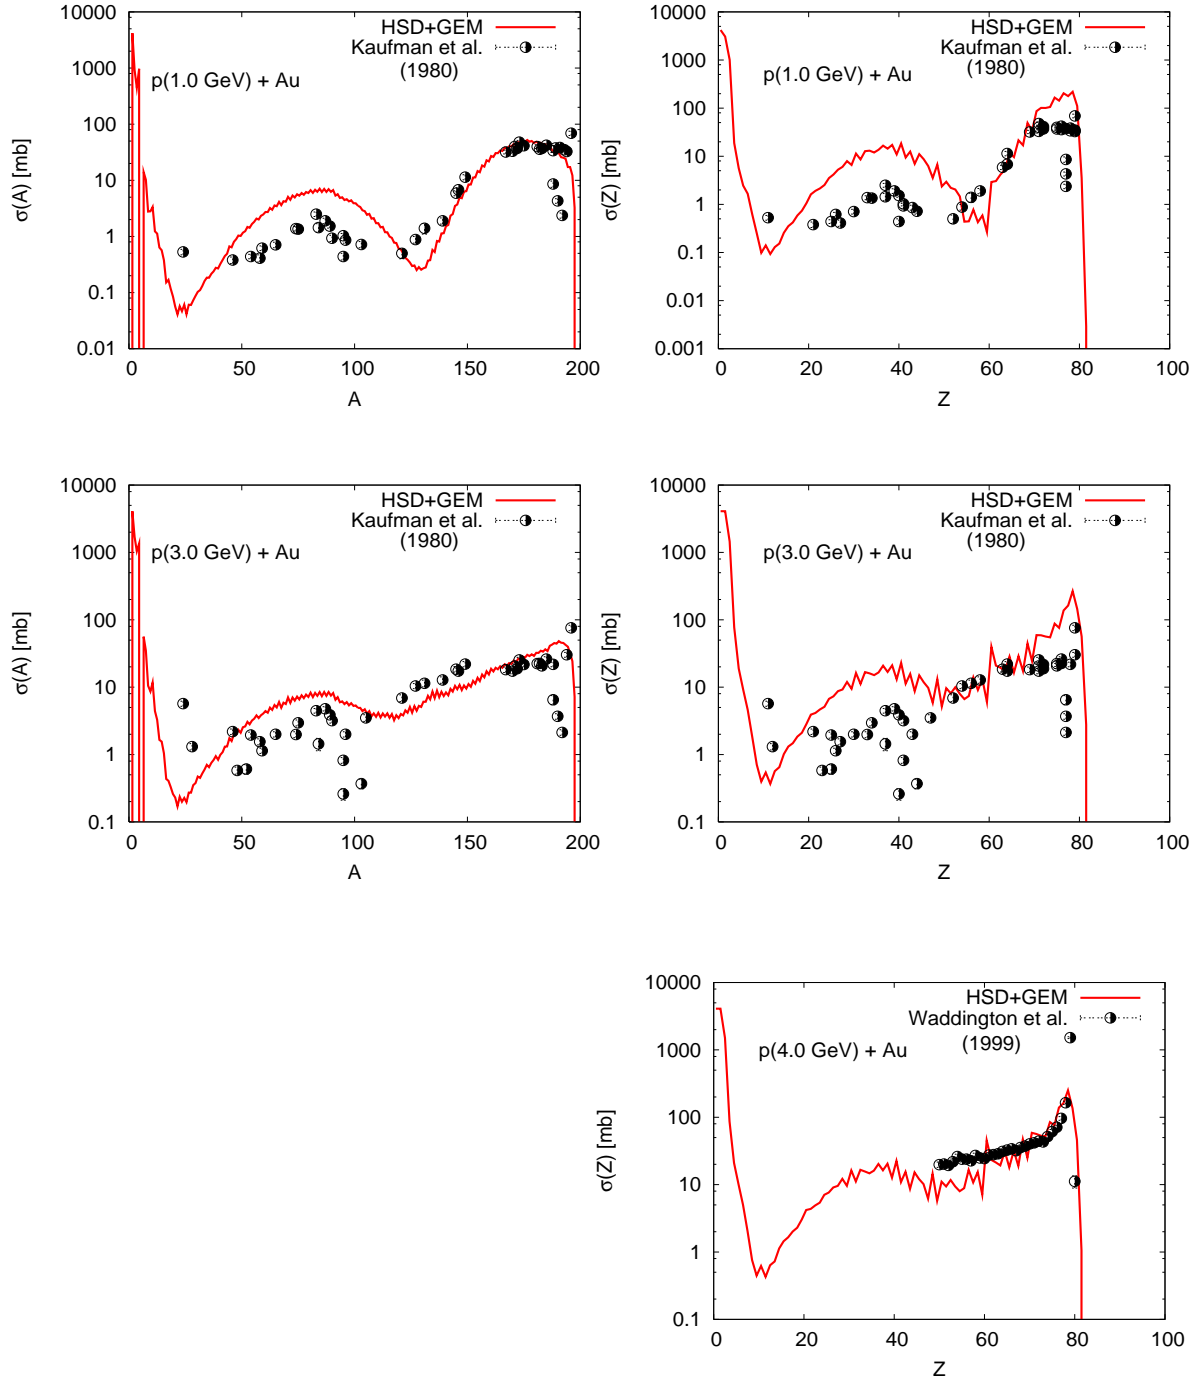 10000
1000
100
10
1
0.1
0.01
σ(A) [mb]
HSD+GEM
Kaufman et al.
(1980)
p(1.0 GeV) + Au
0 50 100 150 200
A
10000
1000
100
10
1
0.1
0.01
0.001
σ(Z) [mb]
HSD+GEM
Kaufman et al.
(1980)
p(1.0 GeV) + Au
0 20 40 60 80 100
Z
10000
1000
100
10
1
0.1
σ(A) [mb]
HSD+GEM
Kaufman et al.
(1980)
p(3.0 GeV) + Au
0 50 100 150 200
A
10000
1000
100
10
1
0.1
σ(Z) [mb]
HSD+GEM
Kaufman et al.
(1980)
p(3.0 GeV) + Au
0 20 40 60 80 100
Z
10000
1000
100
10
1
0.1
σ(Z) [mb]
HSD+GEM
Waddington et al.
(1999)
p(4.0 GeV) + Au
0 20 40 60 80 100
Z